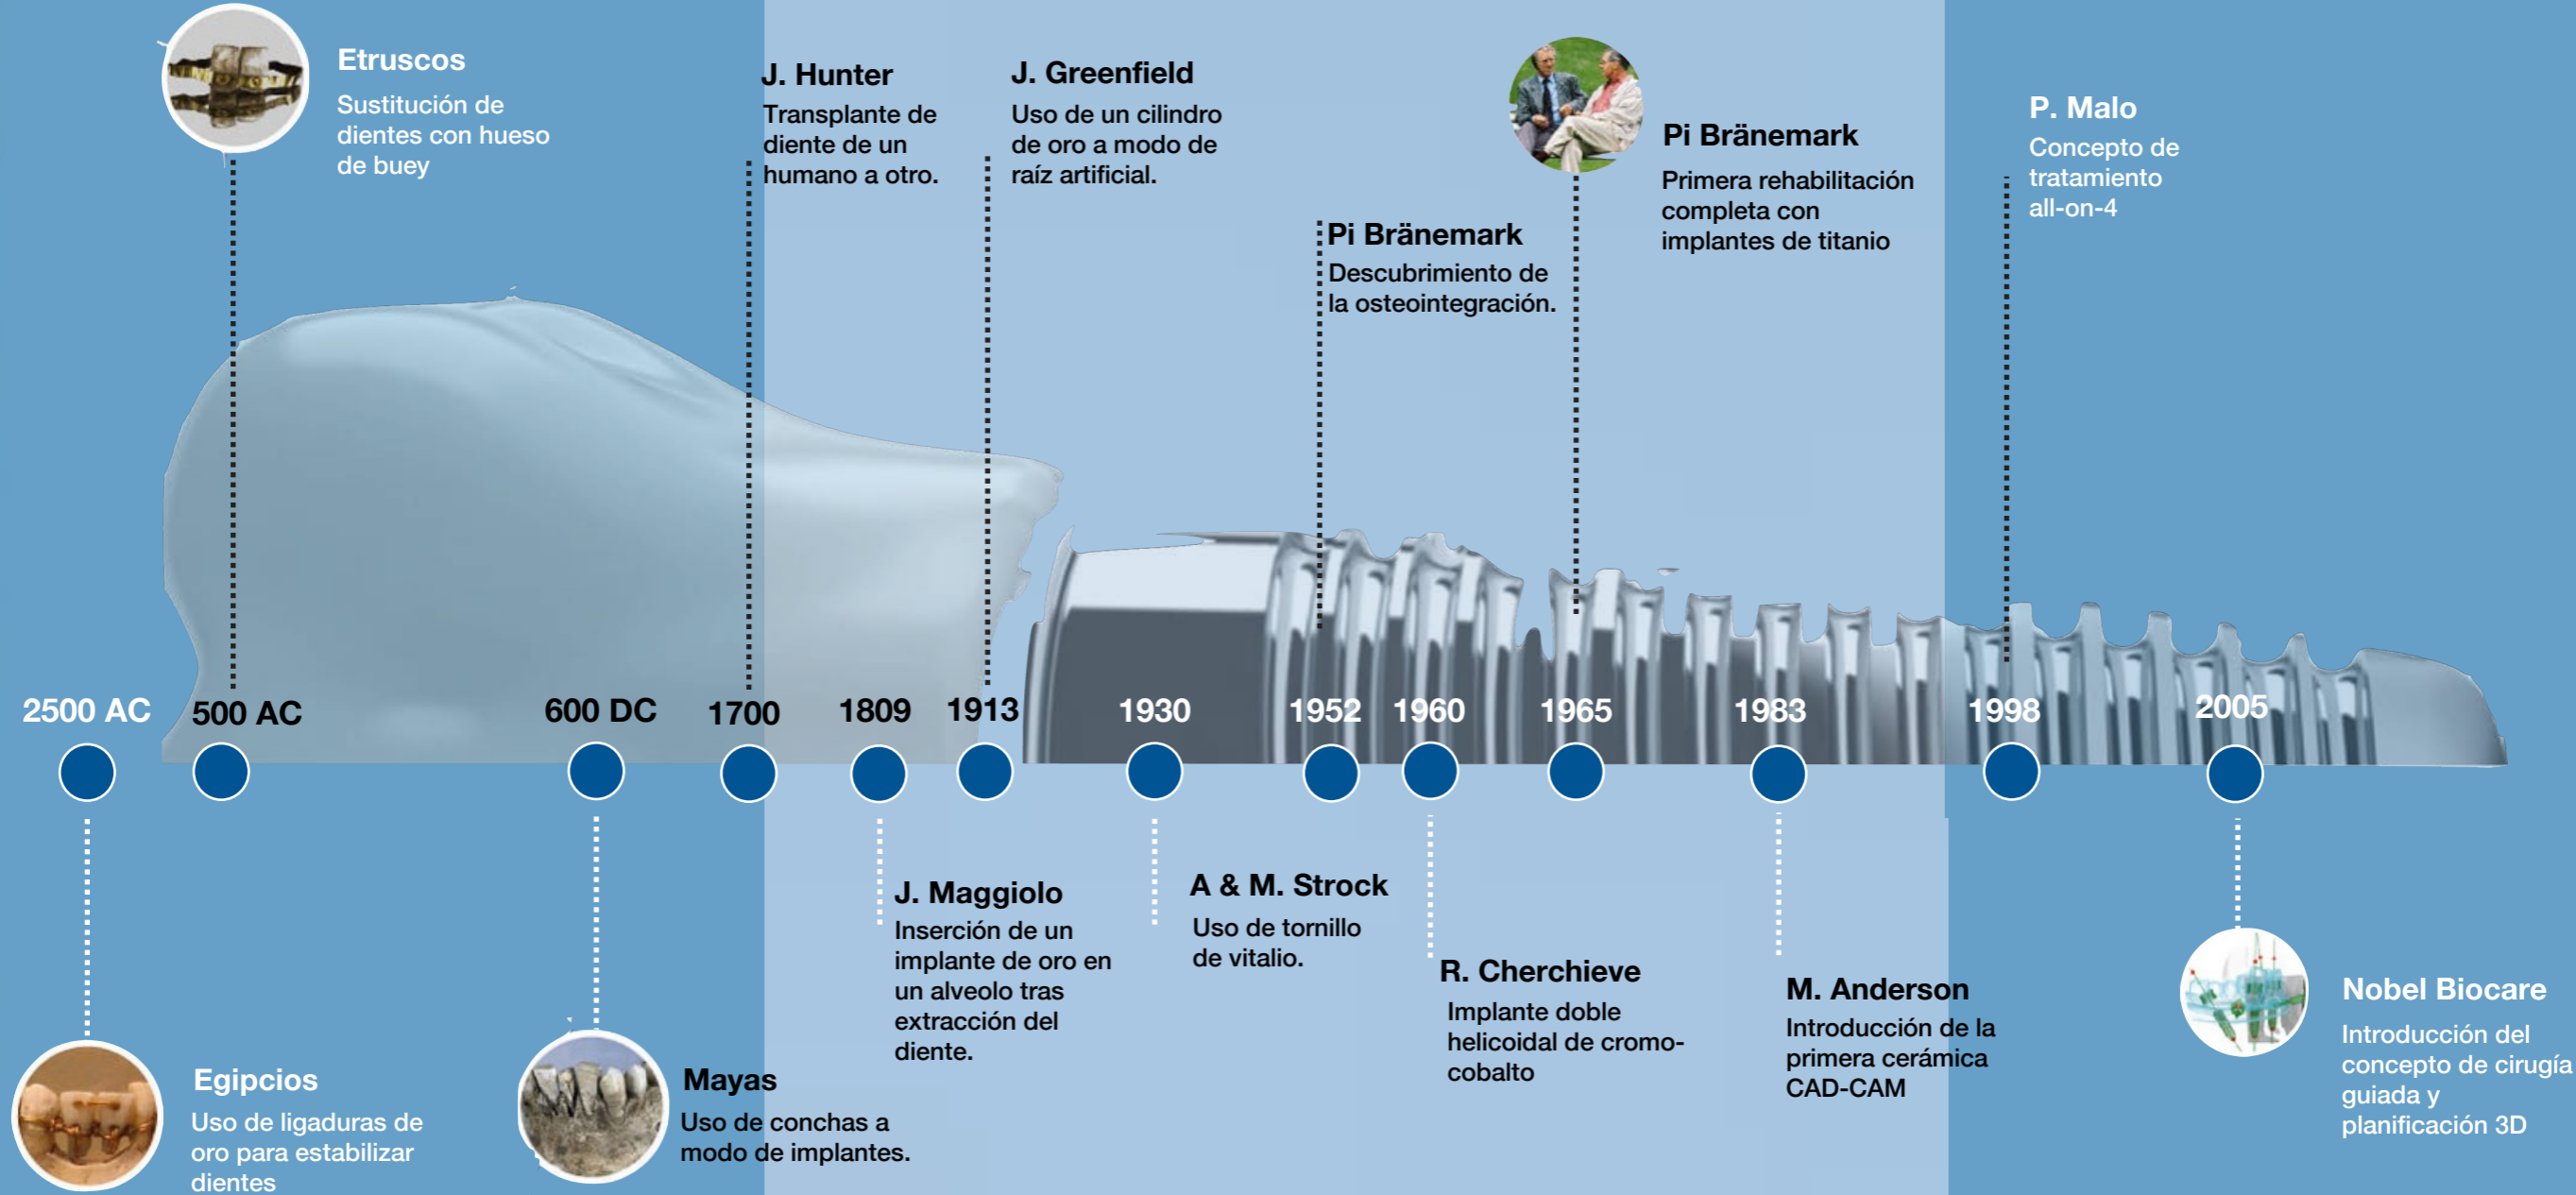 Etruscos
Sustitución de
dientes con hueso
de buey
J. Hunter
Transplante de
diente de un
humano a otro.
J. Greenfield
Uso de un cilindro
de oro a modo de
raíz artificial.
Pi Bränemark
Descubrimiento de
la osteointegración.
Pi Bränemark
Primera rehabilitación
completa con
implantes de titanio
P. Malo
Concepto de
tratamiento
all-on-4
2500 AC
500 AC
600 DC
1700
1809
1913
1930
1952
1960
1965
1983
1998
2005
Egipcios
Uso de ligaduras de
oro para estabilizar
dientes
Mayas
Uso de conchas a
modo de implantes.
J. Maggiolo
Inserción de un
implante de oro en
un alveolo tras
extracción del
diente.
A & M. Strock
Uso de tornillo
de vitalio.
R. Cherchieve
Implante doble
helicoidal de cromo-
cobalto
M. Anderson
Introducción de la
primera cerámica
CAD-CAM
Nobel Biocare
Introducción del
concepto de cirugía
guiada y
planificación 3D